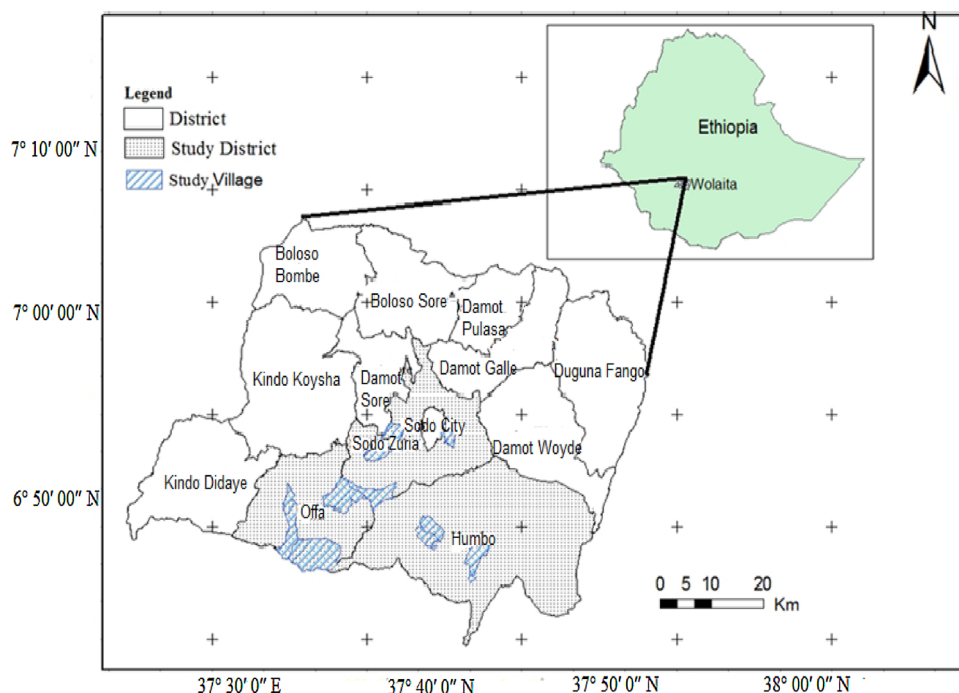 N
Legend
District
Study District
Study Village
Ethiopia
Wolaita
7° 10' 00'' N
7° 00' 00'' N
6° 50' 00'' N
Boloso
Bombe
Boloso Sore
Damot
Pulasa
Kindo Koysha
Damot
Sore
Damot Galle
Duguna Fango
Sodo City
Sodo Zuria
Damot Woyde
Kindo Didaye
Offa
Humbo
0 5 10 20
Km
37° 30' 0'' E
37° 40' 0'' N
37° 50' 0'' N
38° 00' 0'' N